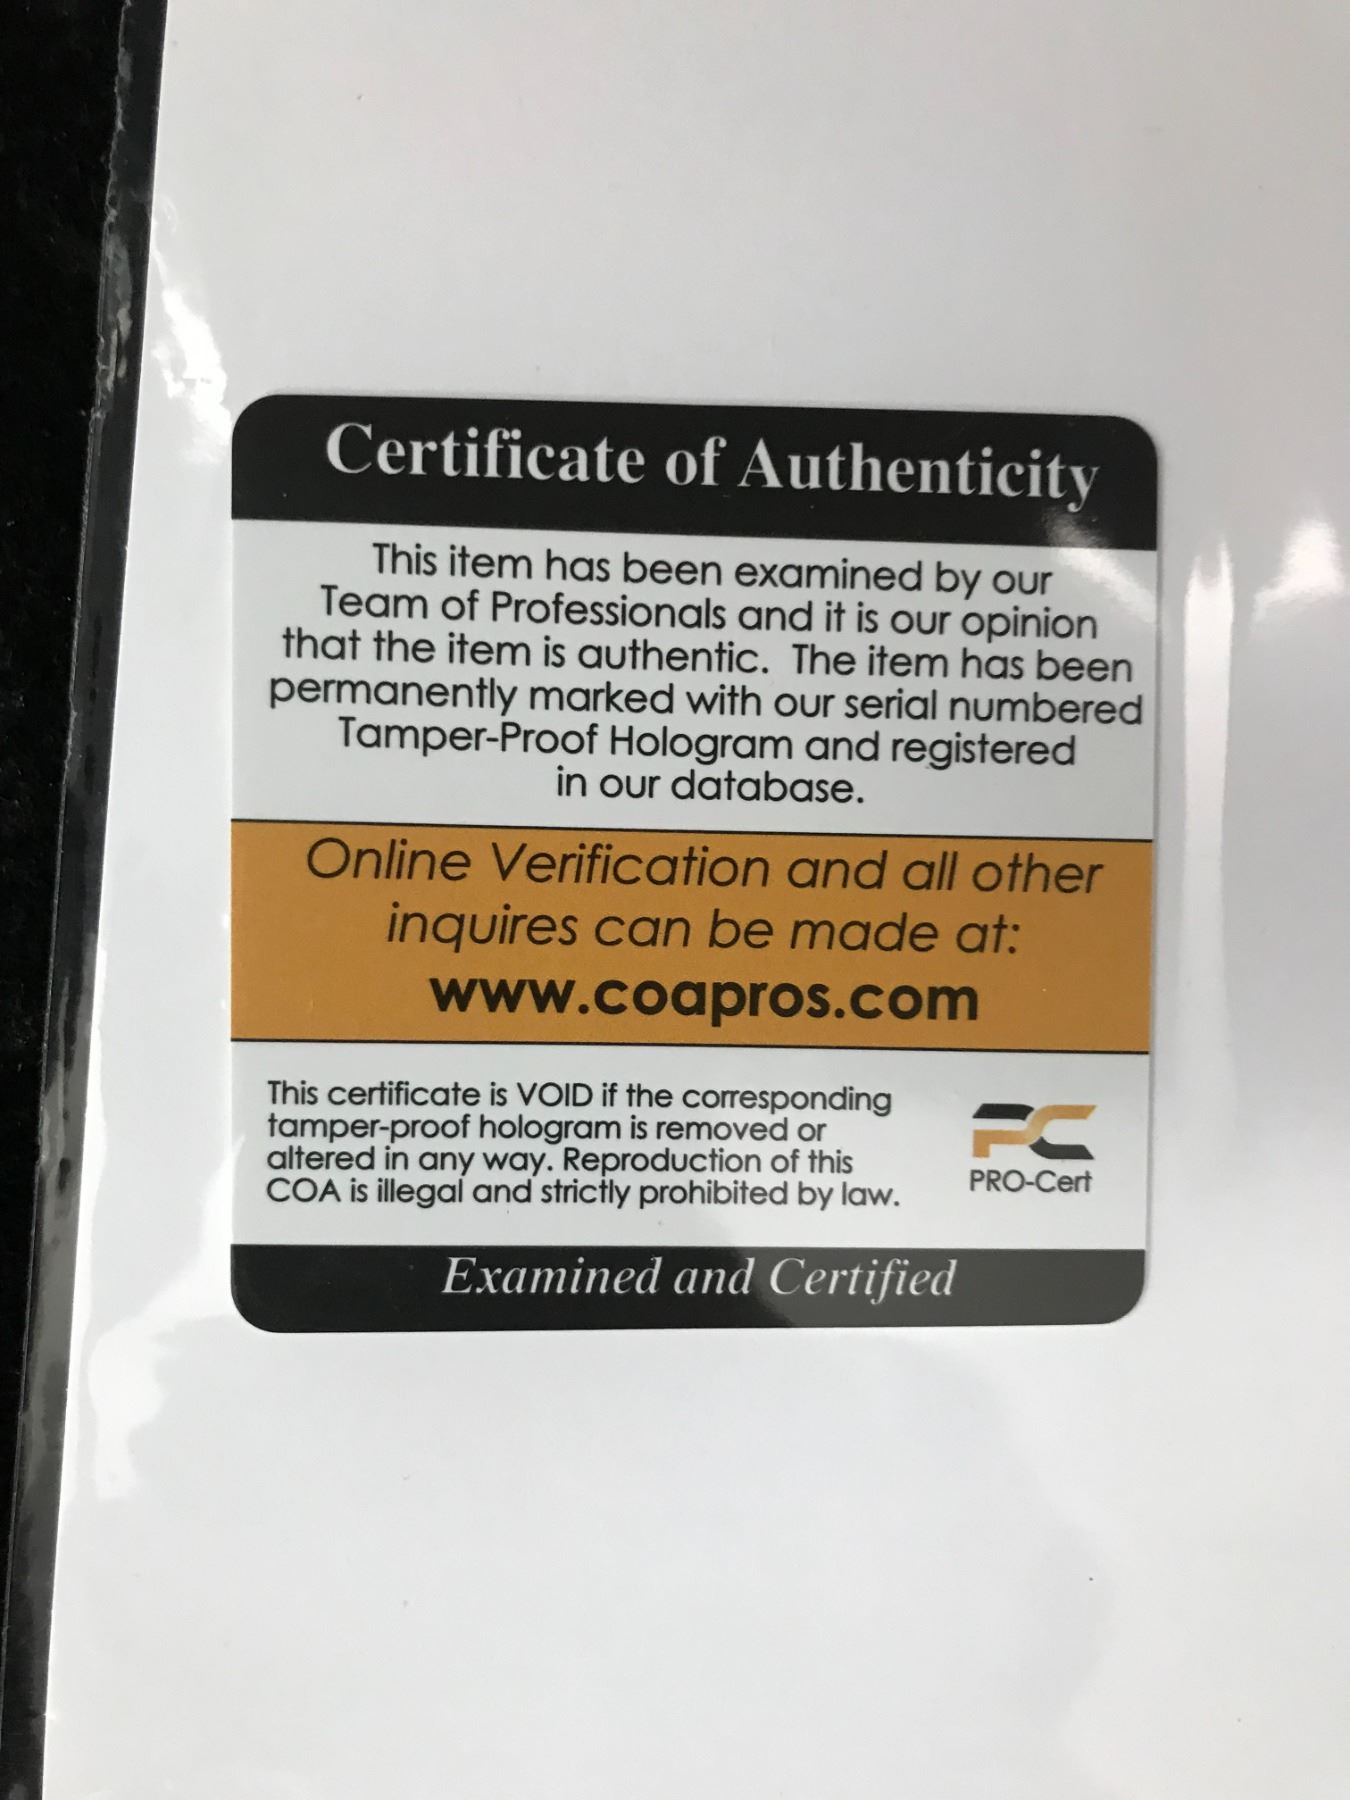 Certificate of Authenticity
This item has been examined by our
Team of Professionals and it is our opinion
that the item is authentic. The item has been
permanently marked with our serial numbered
Tamper-Proof Hologram and registered
in our database.
Online Verification and all other
inquires can be made at:
www.coapros.com
This certificate is VOID if the corresponding
tamper-proof hologram is removed or
altered in any way. Reproduction of this
COA is illegal and strictly prohibited by law.
PC
PRO-Cert
Examined and Certified